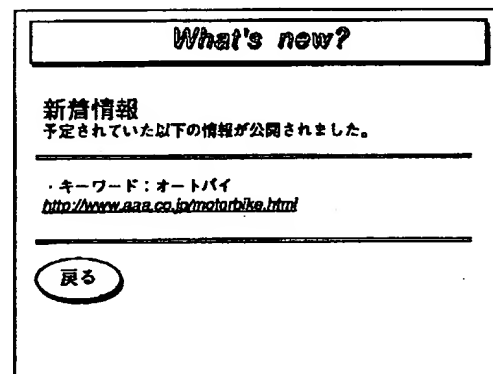 What's new?
新着情報
予定されていた以下の情報が公開されました。
・キーワード：オートバイ
http://www.aaa.co.jp/motorbike.html
戻る